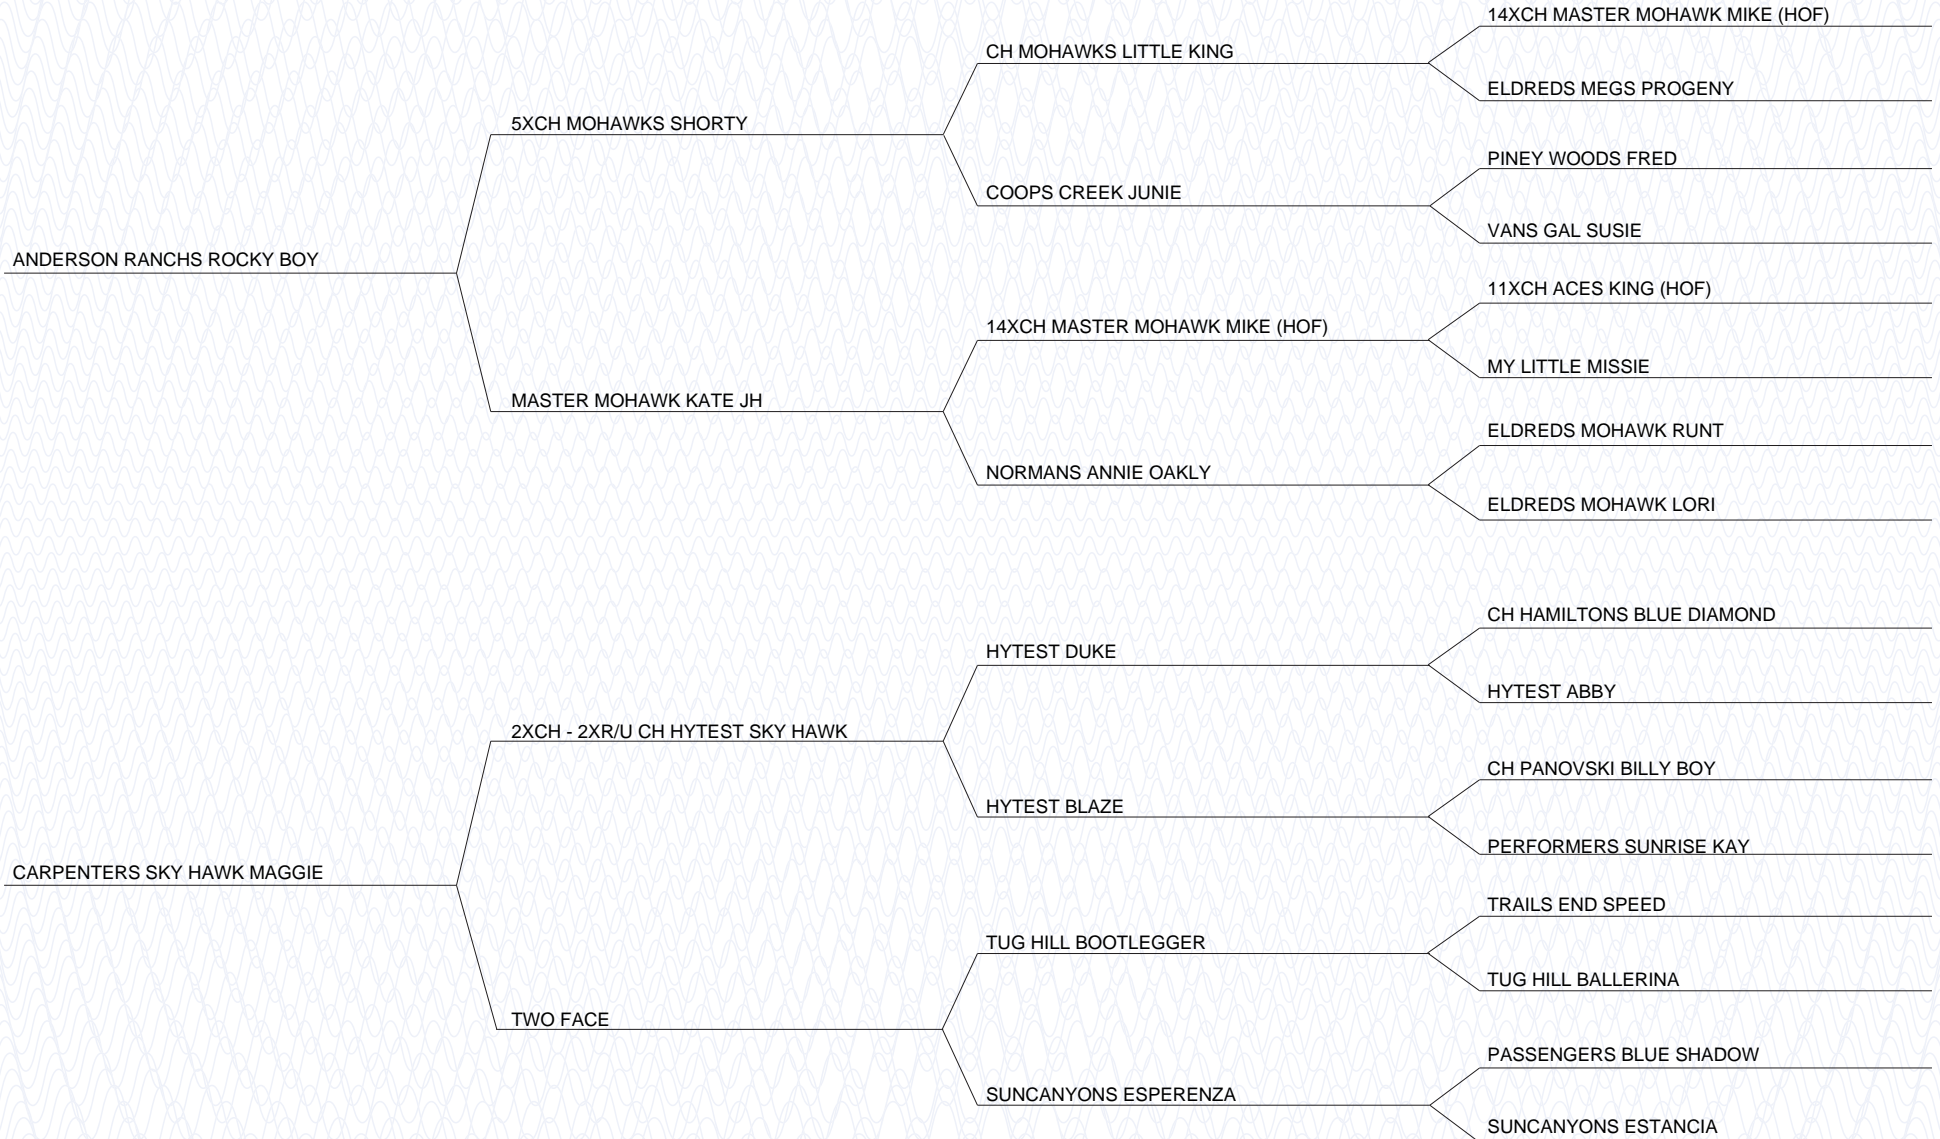 14XCH MASTER MOHAWK MIKE (HOF)
CH MOHAWKS LITTLE KING
ELDREDS MEGS PROGENY
5XCH MOHAWKS SHORTY
PINEY WOODS FRED
COOPS CREEK JUNIE
VANS GAL SUSIE
ANDERSON RANCHS ROCKY BOY
11XCH ACES KING (HOF)
14XCH MASTER MOHAWK MIKE (HOF)
MY LITTLE MISSIE
MASTER MOHAWK KATE JH
ELDREDS MOHAWK RUNT
NORMANS ANNIE OAKLY
ELDREDS MOHAWK LORI
CH HAMILTONS BLUE DIAMOND
HYTEST DUKE
HYTEST ABBY
2XCH - 2XR/U CH HYTEST SKY HAWK
CH PANOVSKI BILLY BOY
HYTEST BLAZE
PERFORMERS SUNRISE KAY
CARPENTERS SKY HAWK MAGGIE
TRAILS END SPEED
TUG HILL BOOTLEGGER
TUG HILL BALLERINA
TWO FACE
PASSENGERS BLUE SHADOW
SUNCANYONS ESPERENZA
SUNCANYONS ESTANCIA